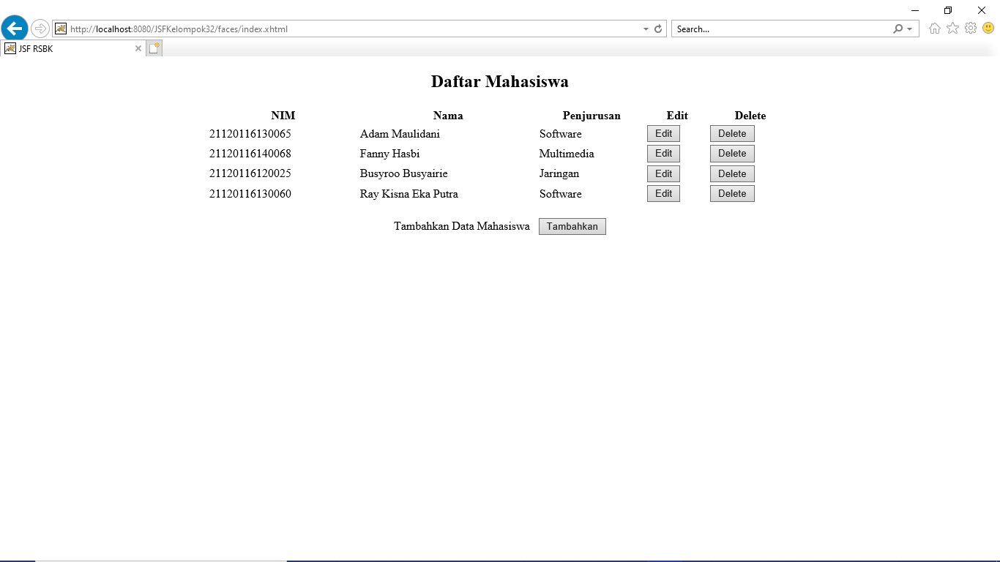 http://localhost:8080/JSFKelompok32/faces/index.xhtml Search...
JSF RSBK
Daftar Mahasiswa
NIM Nama Penjurusan Edit Delete
21120116130065 Adam Maulidani Software Edit Delete
21120116140068 Fanny Hasbi Multimedia Edit Delete
21120116120025 Busyroo Busyairie Jaringan Edit Delete
21120116130060 Ray Kisna Eka Putra Software Edit Delete
Tambahkan Data Mahasiswa Tambahkan